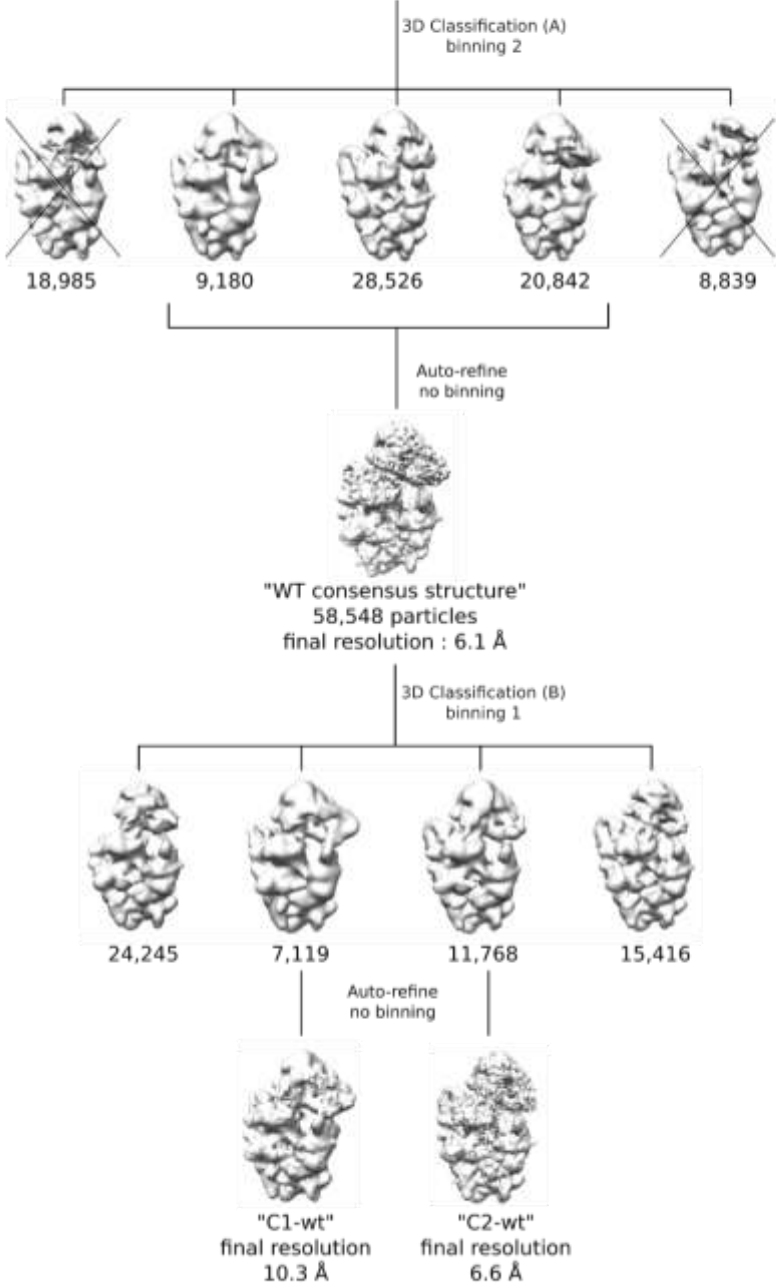 3D Classification (A)
binning 2
18,985
9,180
28,526
20,842
8,839
Auto-refine
no binning
"WT consensus structure"
58,548 particles
final resolution : 6.1 Å
3D Classification (B)
binning 1
24,245
7,119
11,768
15,416
Auto-refine
no binning
"C1-wt"
final resolution
10.3 Å
"C2-wt"
final resolution
6.6 Å